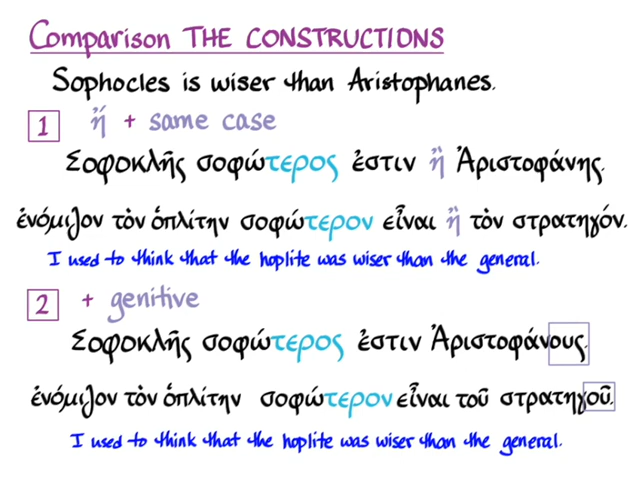 Comparison THE CONSTRUCTIONS
Sophocles is wiser than Aristophanes.
1 ἤ + same case
Σοφοκλῆς σοφώτερος ἐστιν ἢ Ἀριστοφάνης.
ἐνόμιζον τὸν ὁπλίτην σοφώτερον εἶναι ἢ τὸν στρατηγόν.
I used to think that the hoplite was wiser than the general.
2 + genitive
Σοφοκλῆς σοφώτερος ἐστιν Ἀριστοφάνους.
ἐνόμιζον τὸν ὁπλίτην σοφώτερον εἶναι τοῦ στρατηγοῦ.
I used to think that the hoplite was wiser than the general.